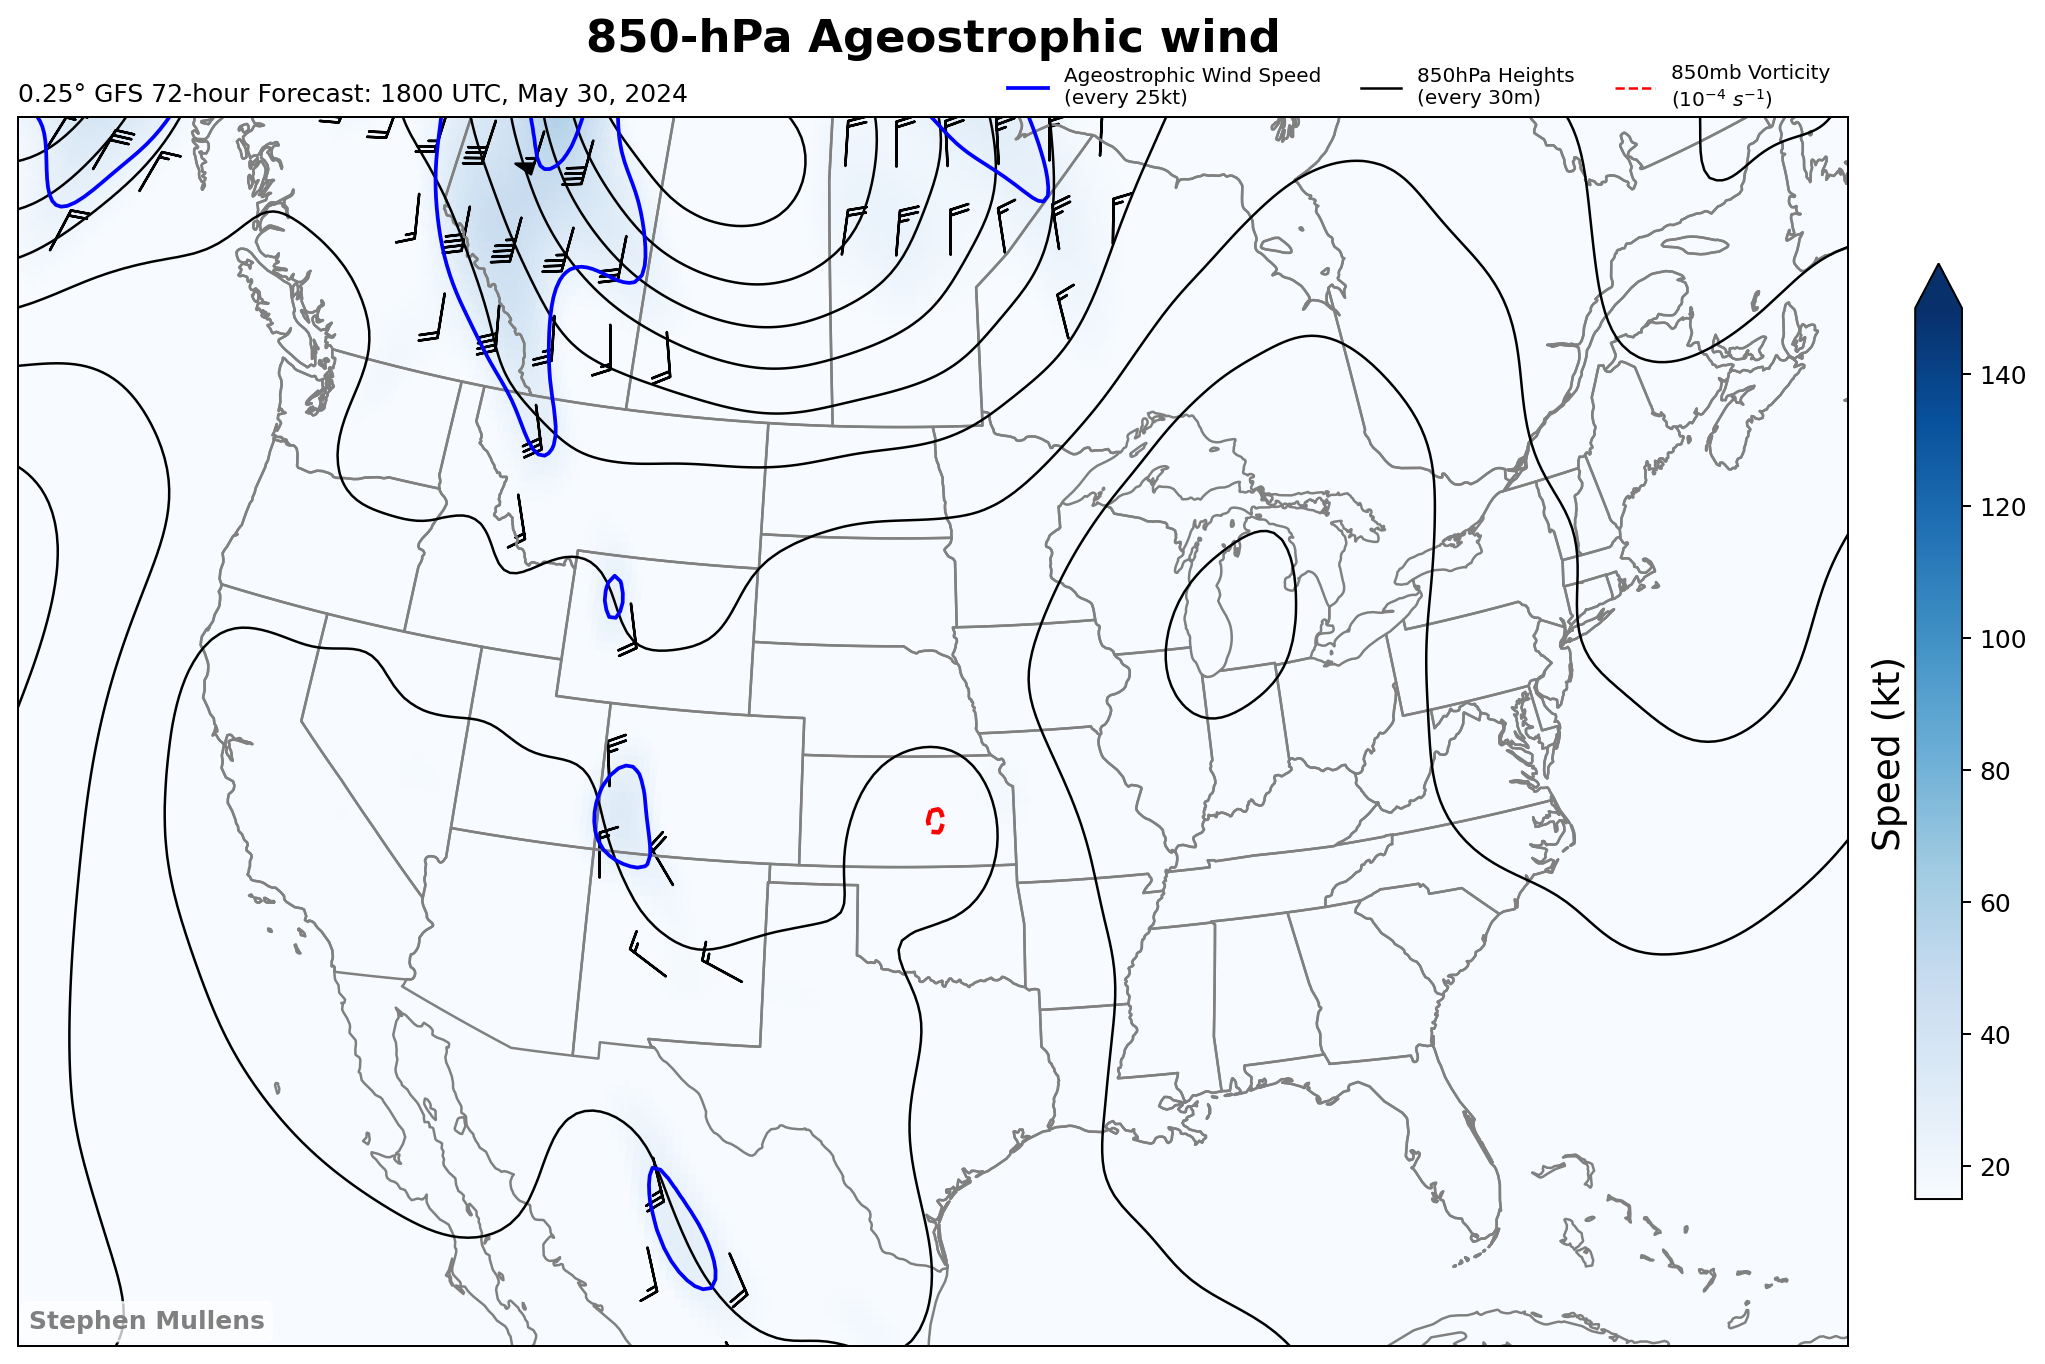 850-hPa Ageostrophic wind
0.25° GFS 72-hour Forecast: 1800 UTC, May 30, 2024
Ageostrophic Wind Speed
(every 25kt)
850hPa Heights
(every 30m)
850mb Vorticity
(10⁻⁴ s⁻¹)
140
120
100
80
60
40
20
Speed (kt)
Stephen Mullens